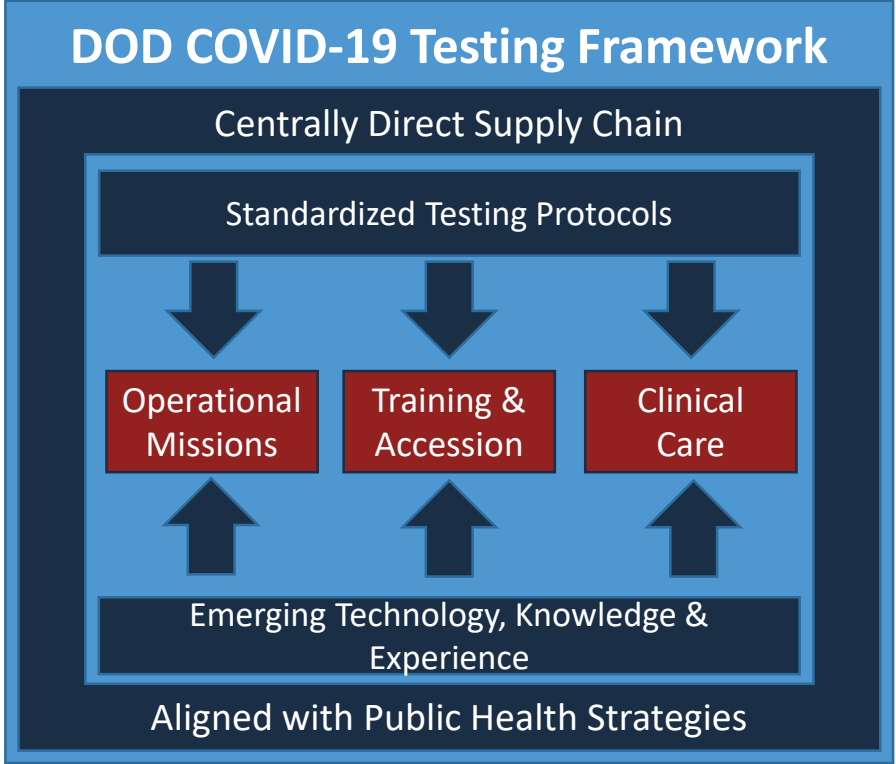 DOD COVID-19 Testing Framework
Centrally Direct Supply Chain
Standardized Testing Protocols
Operational
Missions
Training &
Accession
Clinical
Care
Emerging Technology, Knowledge &
Experience
Aligned with Public Health Strategies